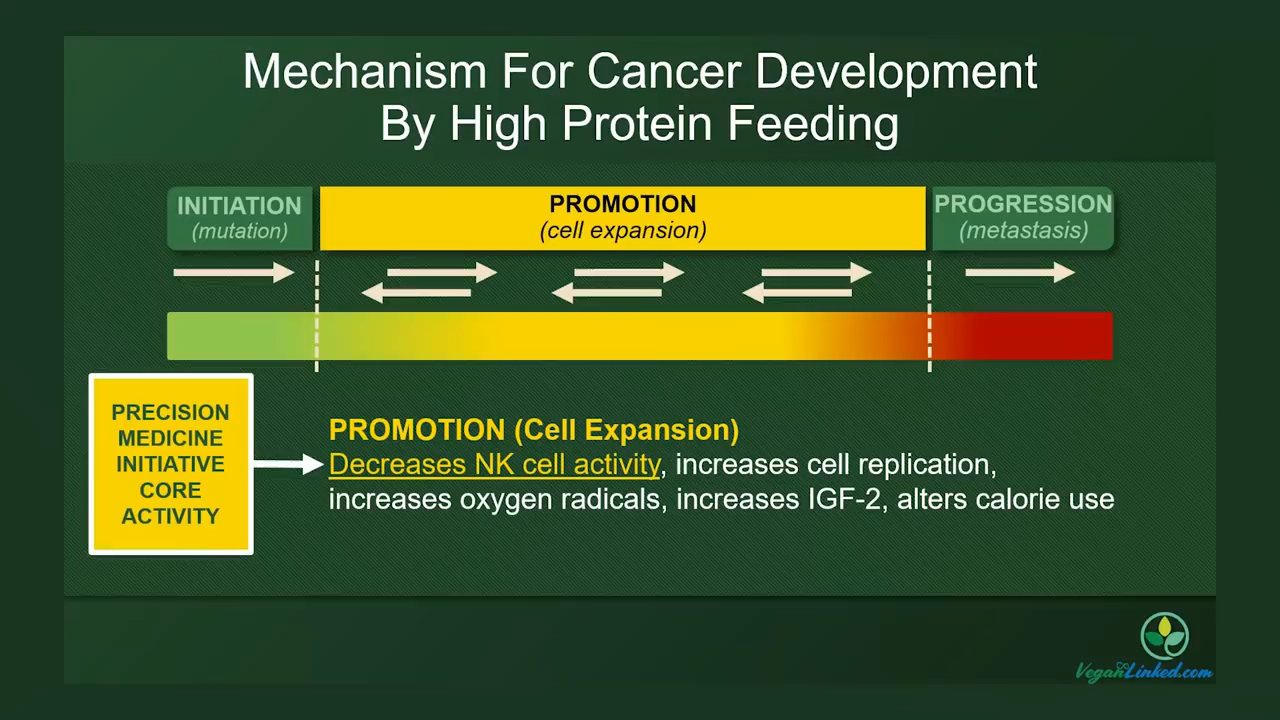 Mechanism For Cancer Development
By High Protein Feeding
INITIATION
(mutation)
PROMOTION
(cell expansion)
PROGRESSION
(metastasis)
PRECISION
MEDICINE
INITIATIVE
CORE
ACTIVITY
PROMOTION (Cell Expansion)
Decreases NK cell activity, increases cell replication,
increases oxygen radicals, increases IGF-2, alters calorie use
VeganLinked.com